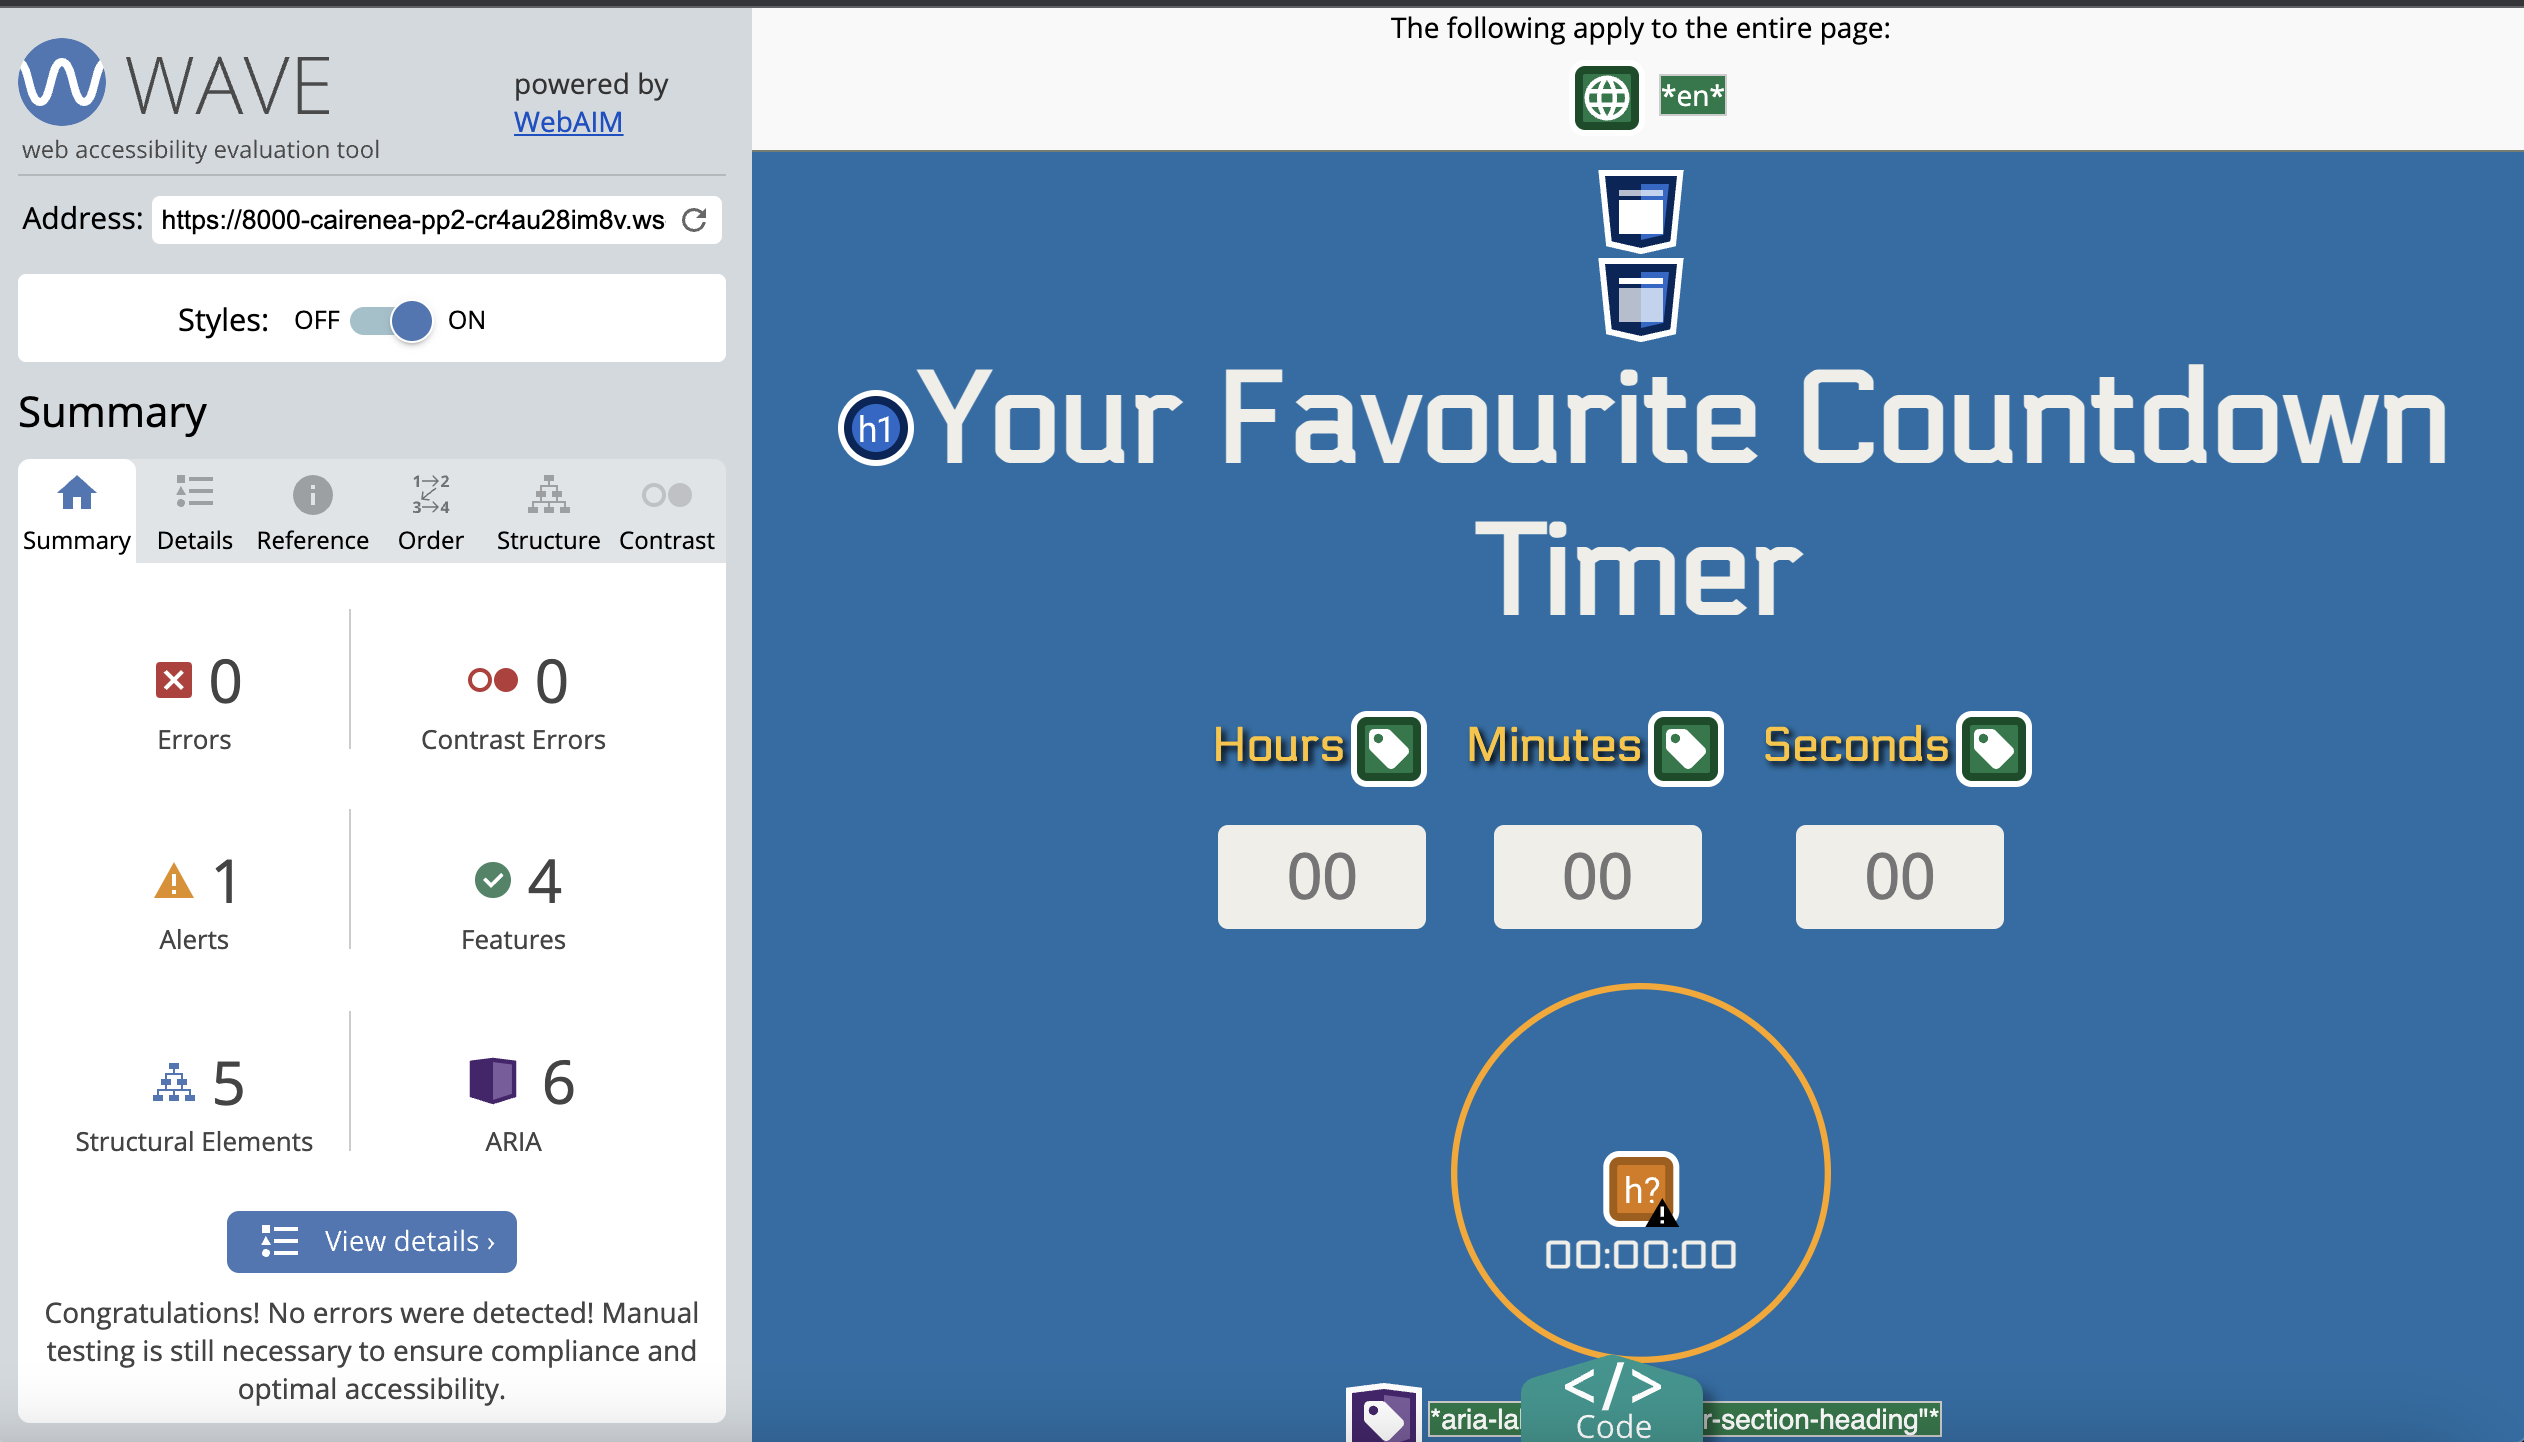 WAVE
powered by
WebAIM
web accessibility evaluation tool
Address: https://8000-cairenea-pp2-cr4au28im8v.ws
Styles: OFF ON
Summary
1 2
3 4
Summary Details Reference Order Structure Contrast
0 0
Errors Contrast Errors
1 4
Alerts Features
5 6
Structural Elements ARIA
View details ›
Congratulations! No errors were detected! Manual
testing is still necessary to ensure compliance and
optimal accessibility.
The following apply to the entire page:
*en*
h1 Your Favourite Countdown
Timer
Hours Minutes Seconds
00 00 00
h?
00:00:00
*aria-la r-section-heading"*
</>
Code